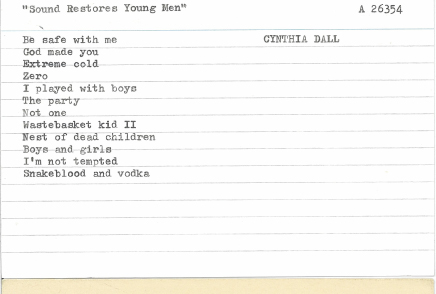 "Sound Restores Young Men" A 26354
Be safe with me CYNTHIA DALL
God made you
Extreme cold
Zero
I played with boys
The party
Not one
Wastebasket kid II
Nest of dead children
Boys and girls
I'm not tempted
Snakeblood and vodka